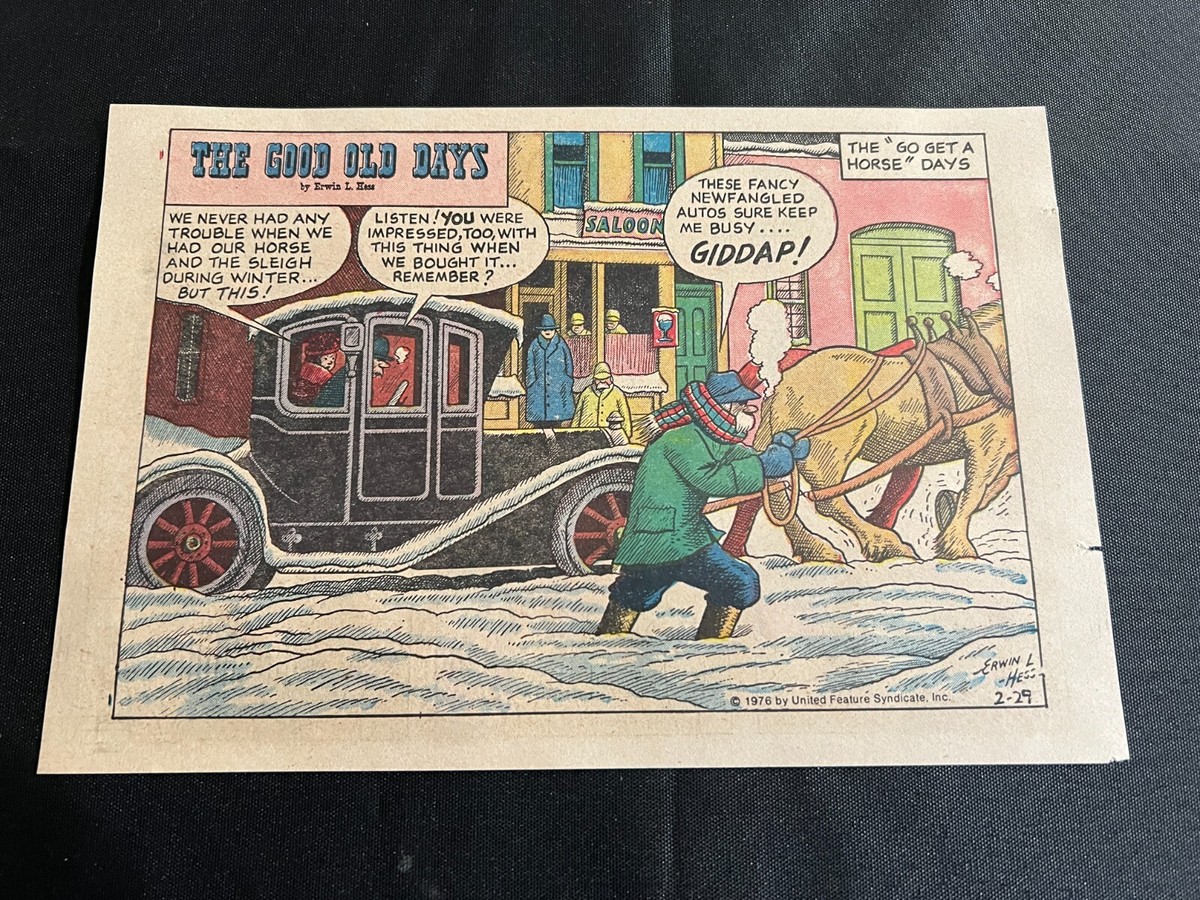 THE GOOD OLD DAYS
by Erwin L. Hess
THE "GO GET A
HORSE" DAYS
WE NEVER HAD ANY
TROUBLE WHEN WE
HAD OUR HORSE
AND THE SLEIGH
DURING WINTER...
BUT THIS!
LISTEN! YOU WERE
IMPRESSED, TOO, WITH
THIS THING WHEN
WE BOUGHT IT...
REMEMBER?
SALOON
THESE FANCY
NEWFANGLED
AUTOS SURE KEEP
ME BUSY....
GIDDAP!
ERWIN L
HESS
2-29
© 1976 by United Feature Syndicate, Inc.